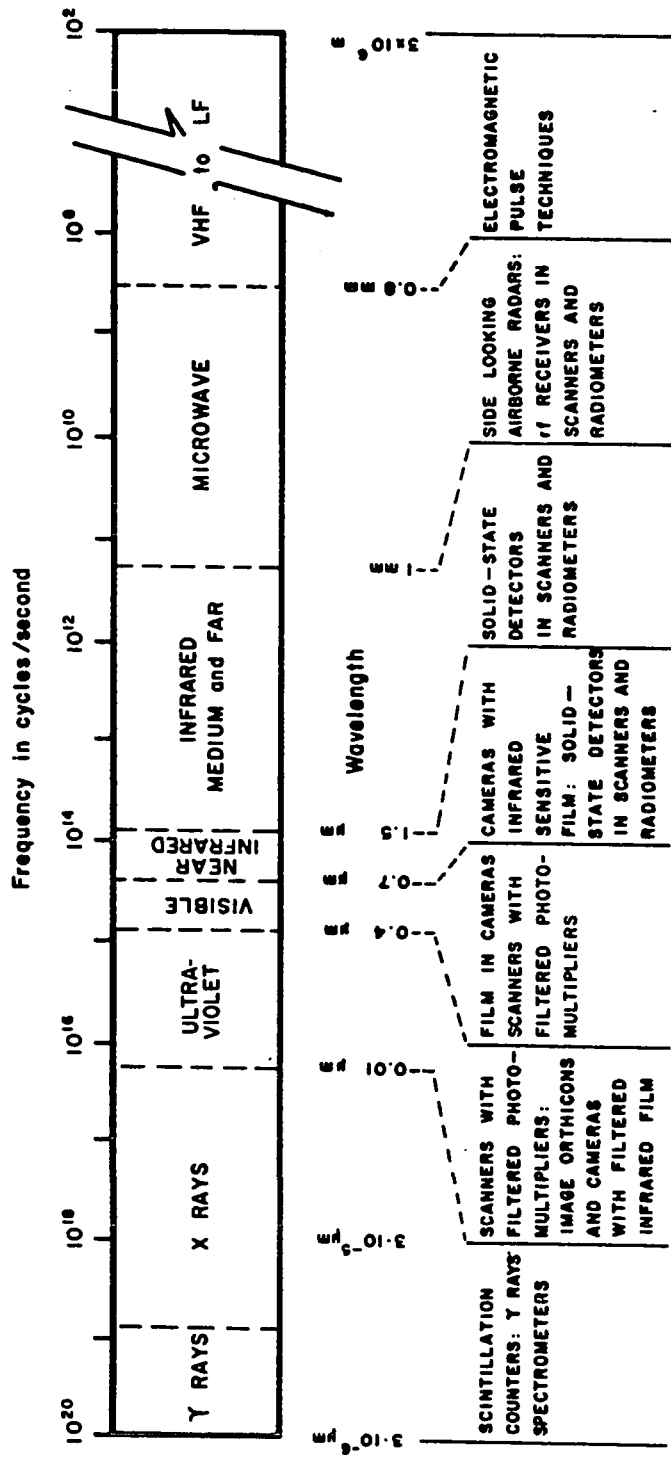 Frequency in cycles/second
10²⁰ 10¹⁸ 10¹⁶ 10¹⁴ 10¹² 10¹⁰ 10⁸ 10²
γ RAYS
X RAYS
ULTRA-
VIOLET
VISIBLE
NEAR
INFRARED
INFRARED
MEDIUM and FAR
MICROWAVE
VHF to LF
Wavelength
3·10⁻⁶ μm
3·10⁻⁵ μm
0.01 μm
0.4 μm
0.7 μm
1.5 μm
1 mm
0.8 mm
3x10⁶ m
SCINTILLATION
COUNTERS: γ RAYS
SPECTROMETERS
SCANNERS WITH
FILTERED PHOTO-
MULTIPLIERS:
IMAGE ORTHICONS
AND CAMERAS
WITH FILTERED
INFRARED FILM
FILM IN CAMERAS
SCANNERS WITH
FILTERED PHOTO-
MULTIPLIERS
CAMERAS WITH
INFRARED
SENSITIVE
FILM: SOLID-
STATE DETECTORS
IN SCANNERS AND
RADIOMETERS
SOLID-STATE
DETECTORS
IN SCANNERS AND
RADIOMETERS
SIDE LOOKING
AIRBORNE RADARS:
rf RECEIVERS IN
SCANNERS AND
RADIOMETERS
ELECTROMAGNETIC
PULSE
TECHNIQUES